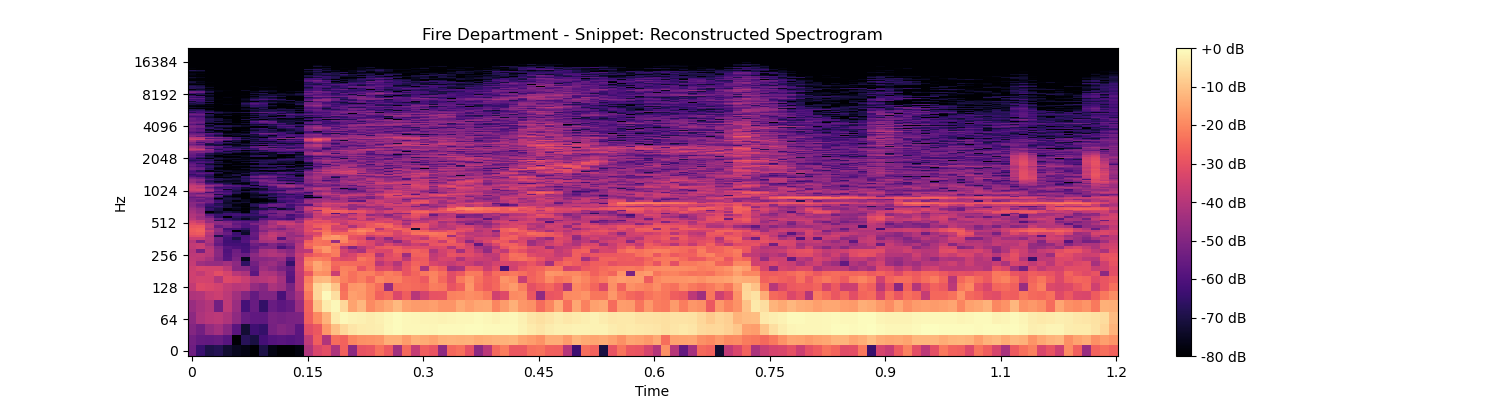 Fire Department - Snippet: Reconstructed Spectrogram
16384
8192
4096
2048
1024
512
256
128
64
0
Hz
0 0.15 0.3 0.45 0.6 0.75 0.9 1.1 1.2
Time
+0 dB
-10 dB
-20 dB
-30 dB
-40 dB
-50 dB
-60 dB
-70 dB
-80 dB